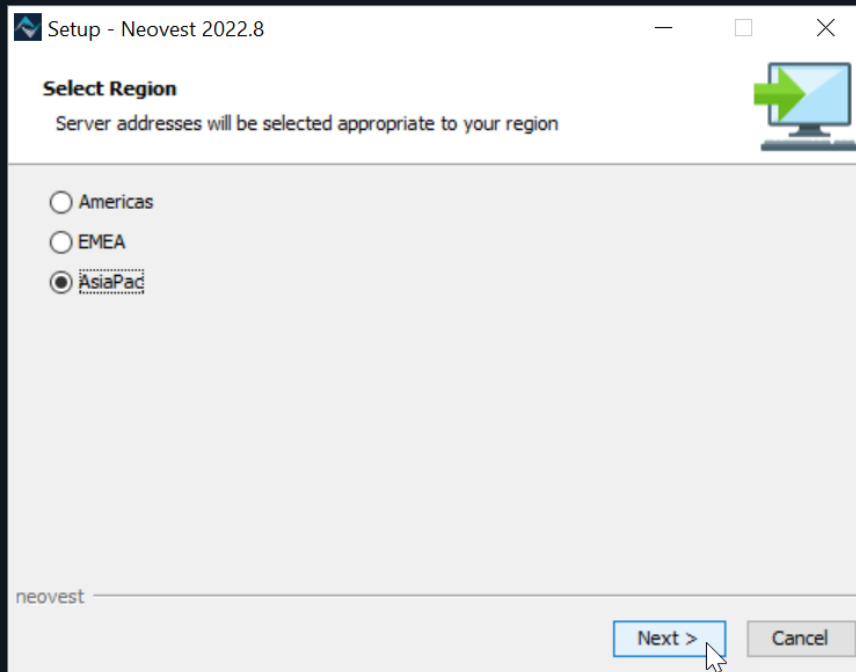 Setup - Neovest 2022.8
Select Region
Server addresses will be selected appropriate to your region
Americas
EMEA
AsiaPac
neovest
Next >
Cancel